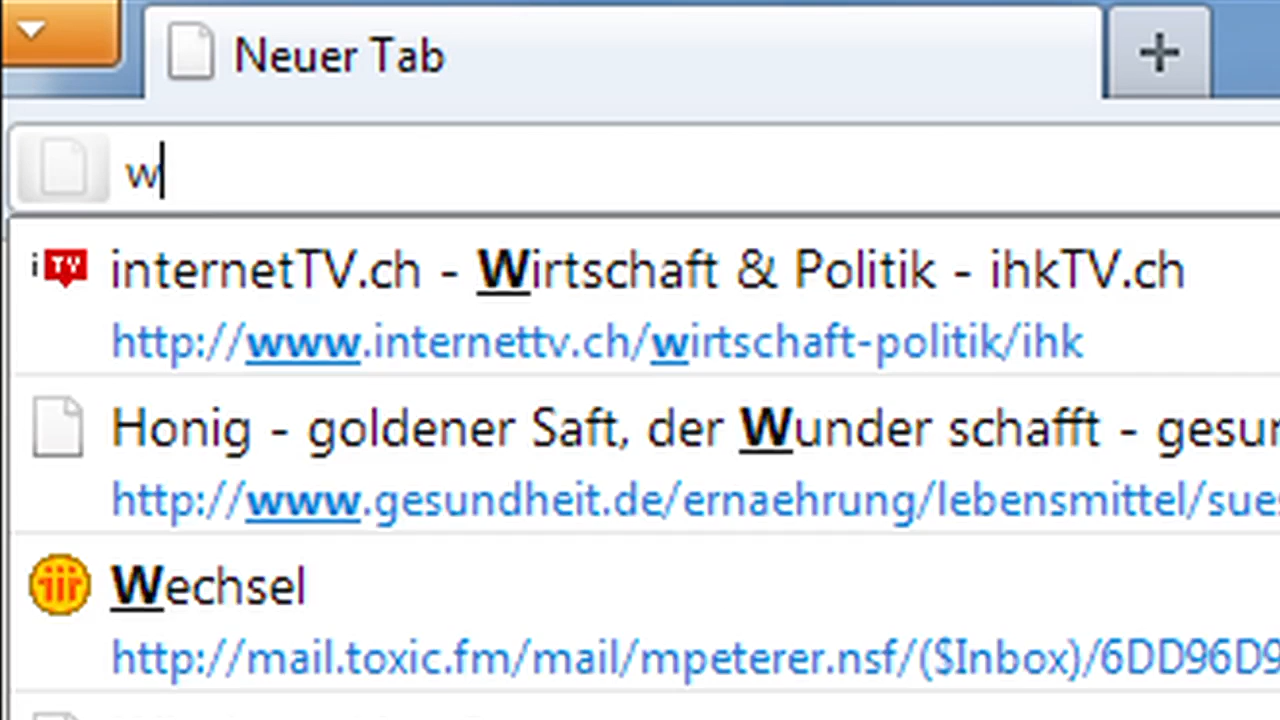 Neuer Tab
w
iTV internetTV.ch - Wirtschaft & Politik - ihkTV.ch
http://www.internettv.ch/wirtschaft-politik/ihk
Honig - goldener Saft, der Wunder schafft -
http://www.gesundheit.de/ernaehrung/lebensmittel/
Wechsel
http://mail.toxic.fm/mail/mpeterer.nsf/($Inbox)/6DD96D9